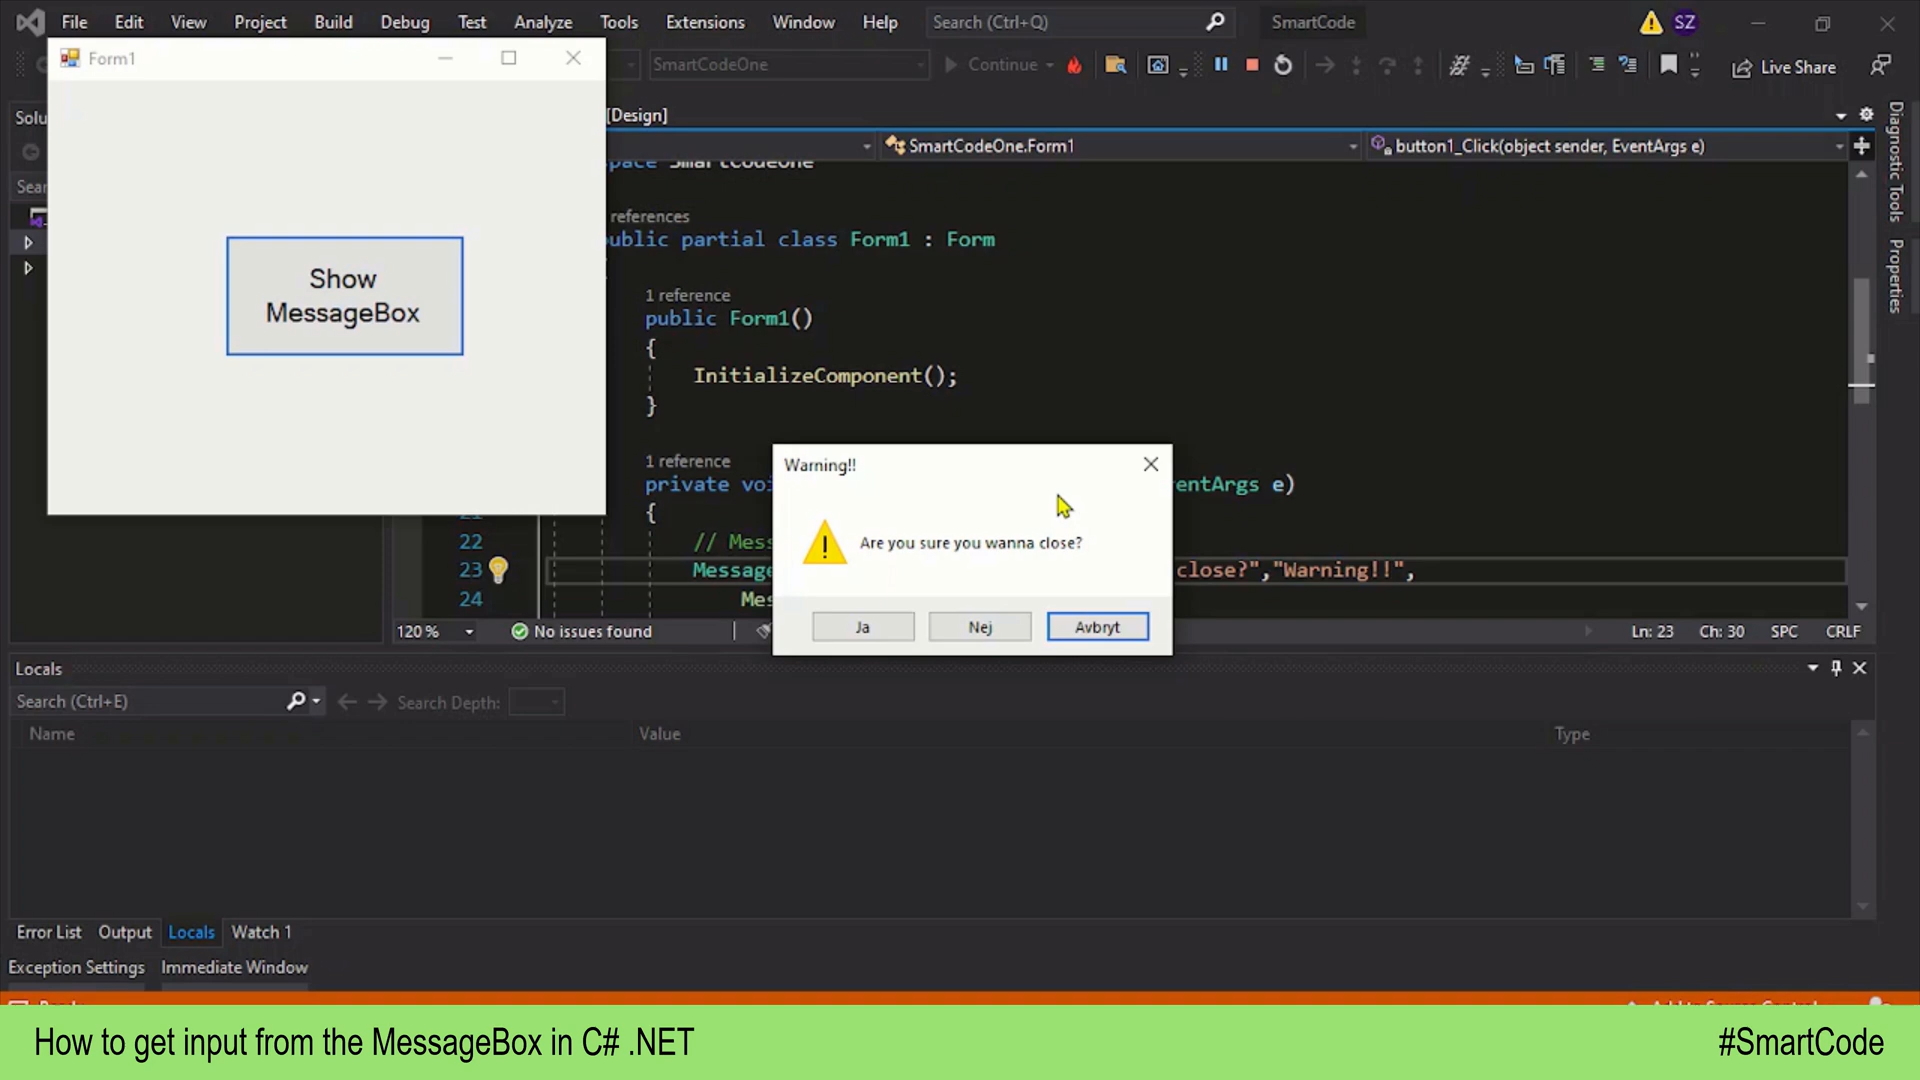 File Edit View Project Build Debug Test Analyze Tools Extensions Window Help Search (Ctrl+Q) SmartCode SZ
Form1
SmartCodeOne Continue Live Share
Show
MessageBox
Solu
[Design]
SmartCodeOne.Form1 button1_Click(object sender, EventArgs e)
Sear
SmartCodeOne
references
public partial class Form1 : Form
1 reference
public Form1()
{
InitializeComponent();
}
1 reference
private voi entArgs e)
{
22 // Mess
23 Messag close?","Warning!!",
24 Mes
Warning!!
Are you sure you wanna close?
Ja Nej Avbryt
120 % No issues found Ln: 23 Ch: 30 SPC CRLF
Diagnostic Tools
Properties
Locals
Search (Ctrl+E) Search Depth:
Name Value Type
Error List Output Locals Watch 1
Exception Settings Immediate Window
How to get input from the MessageBox in C# .NET
#SmartCode